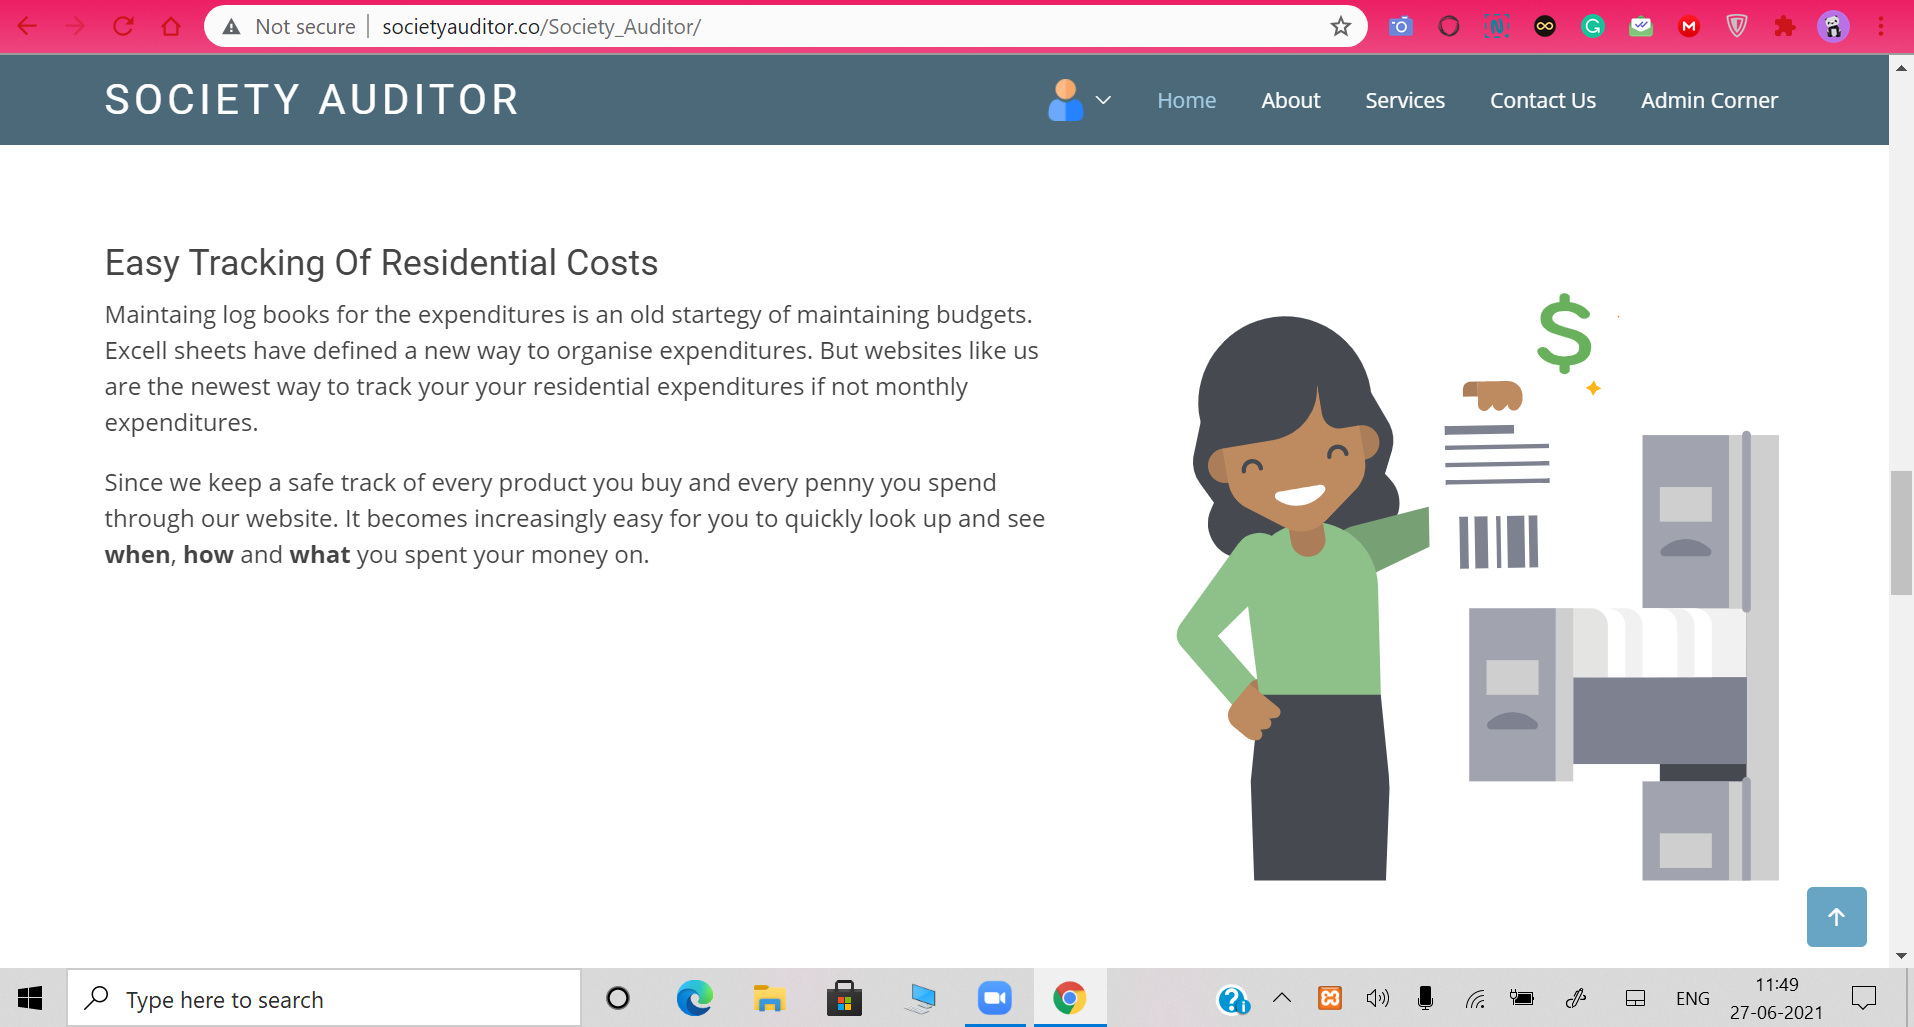 Not secure societyauditor.co/Society_Auditor/
SOCIETY AUDITOR
Home About Services Contact Us Admin Corner
Easy Tracking Of Residential Costs
Maintaing log books for the expenditures is an old startegy of maintaining budgets.
Excell sheets have defined a new way to organise expenditures. But websites like us
are the newest way to track your your residential expenditures if not monthly
expenditures.
Since we keep a safe track of every product you buy and every penny you spend
through our website. It becomes increasingly easy for you to quickly look up and see
when, how and what you spent your money on.
$
Type here to search
ENG
11:49
27-06-2021